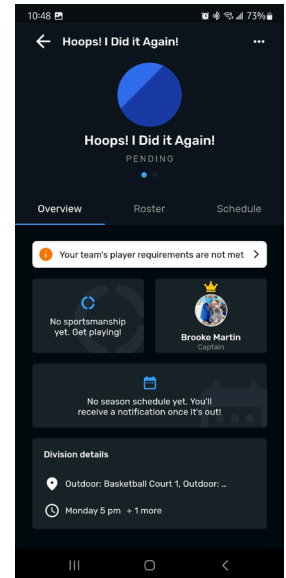 10:48 73%
Hoops! I Did it Again!
Hoops! I Did it Again!
PENDING
Overview Roster Schedule
Your team's player requirements are not met
No sportsmanship
yet. Get playing!
Brooke Martin
Captain
No season schedule yet. You'll
receive a notification once it's out!
Division details
Outdoor: Basketball Court 1, Outdoor: ...
Monday 5 pm + 1 more